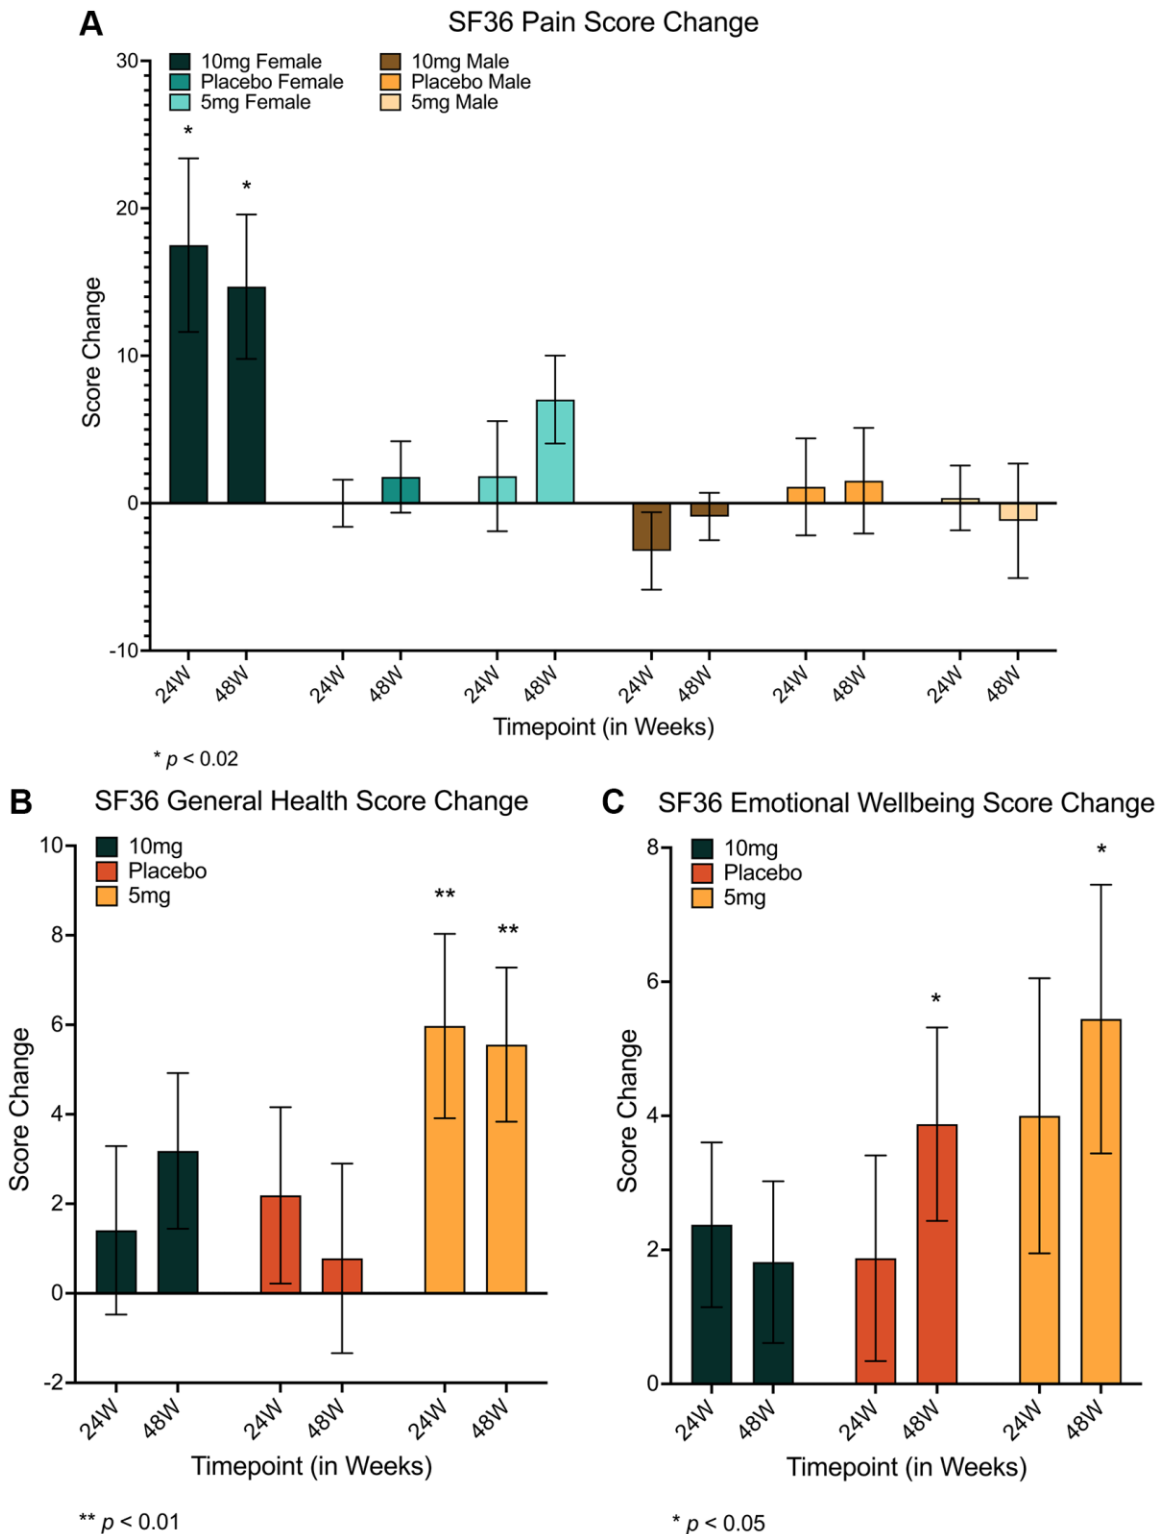 A
SF36 Pain Score Change
10mg Female
Placebo Female
5mg Female
10mg Male
Placebo Male
5mg Male
30
20
10
0
-10
Score Change
*
*
24W 48W 24W 48W 24W 48W 24W 48W 24W 48W 24W 48W
Timepoint (in Weeks)
* p < 0.02
B
SF36 General Health Score Change
10mg
Placebo
5mg
10
8
6
4
2
0
-2
Score Change
**
**
24W 48W 24W 48W 24W 48W
Timepoint (in Weeks)
** p < 0.01
C
SF36 Emotional Wellbeing Score Change
10mg
Placebo
5mg
8
6
4
2
0
Score Change
*
*
24W 48W 24W 48W 24W 48W
Timepoint (in Weeks)
* p < 0.05